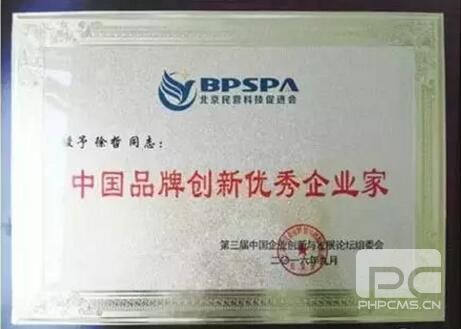 BPSPA
北京民营科技促进会
授予 徐哲 同志：
中国品牌创新优秀企业家
第三届中国企业创新与发展论坛组委会
二〇一六年九月
PC
PHPCMS.CN